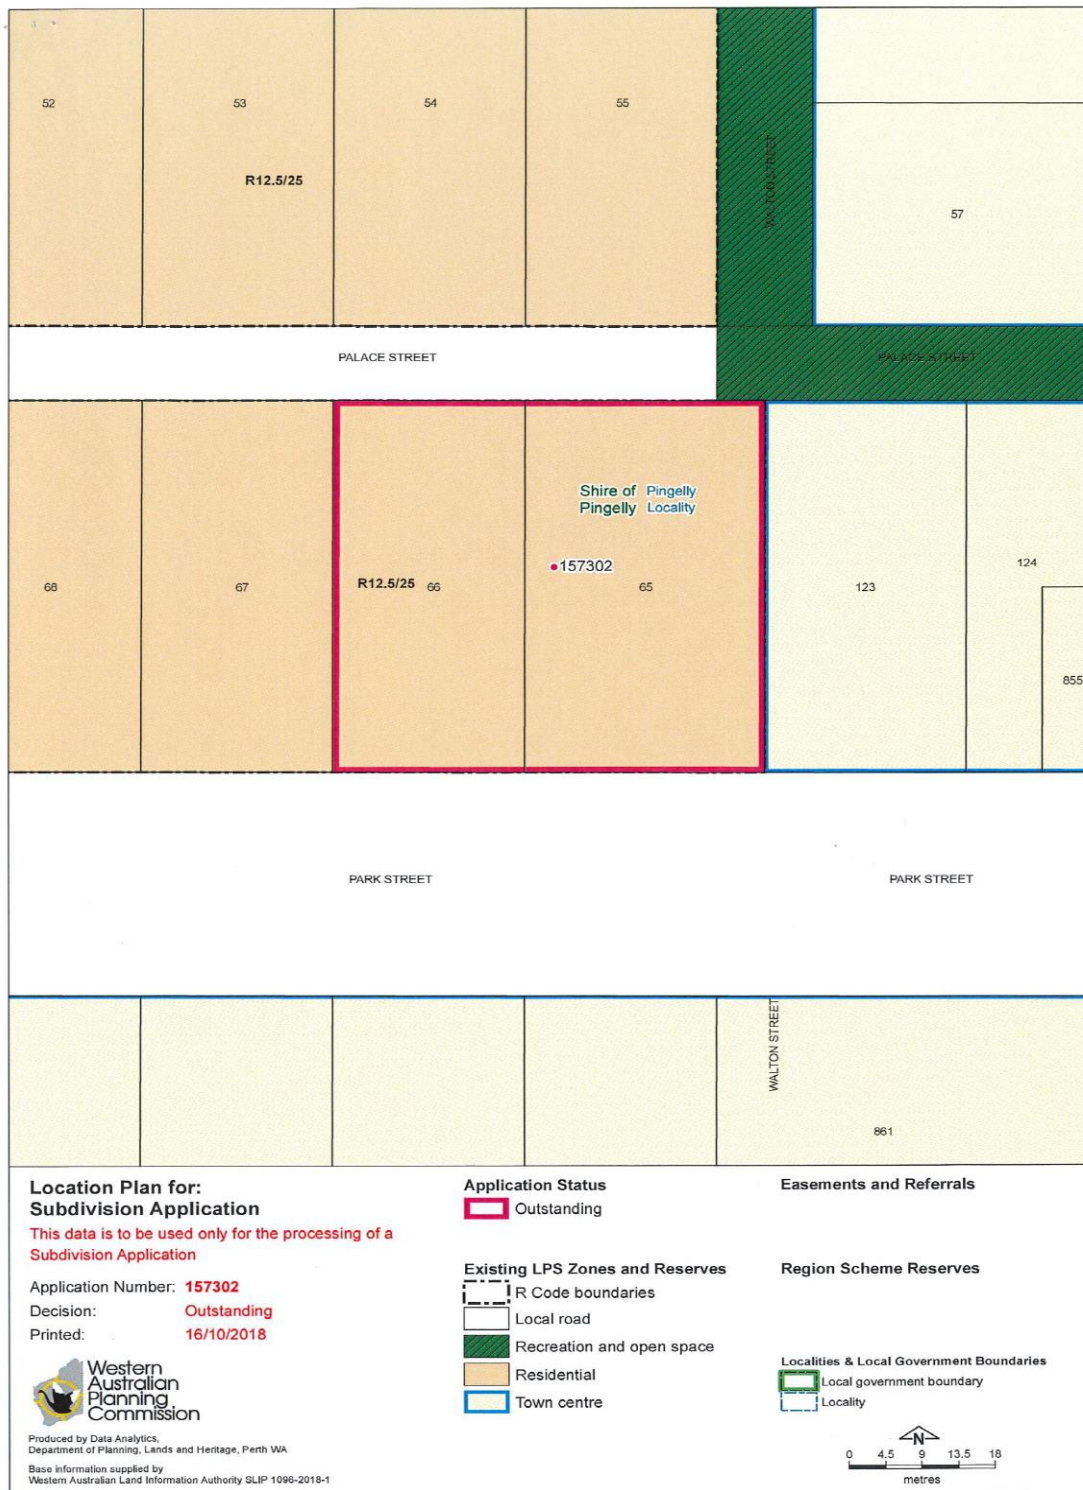 52
53
54
55
R12.5/25
WALTON STREET
57
PALACE STREET
PALACE STREET
Shire of Pingelly
Pingelly Locality
157302
68
67
R12.5/25
66
65
123
124
855
PARK STREET
PARK STREET
WALTON STREET
861
Location Plan for:
Subdivision Application
This data is to be used only for the processing of a
Subdivision Application
Application Number: 157302
Decision: Outstanding
Printed: 16/10/2018
Western
Australian
Planning
Commission
Produced by Data Analytics,
Department of Planning, Lands and Heritage, Perth WA
Base information supplied by
Western Australian Land Information Authority SLIP 1096-2018-1
Application Status
Outstanding
Existing LPS Zones and Reserves
R Code boundaries
Local road
Recreation and open space
Residential
Town centre
Easements and Referrals
Region Scheme Reserves
Localities & Local Government Boundaries
Local government boundary
Locality
N
0 4.5 9 13.5 18
metres